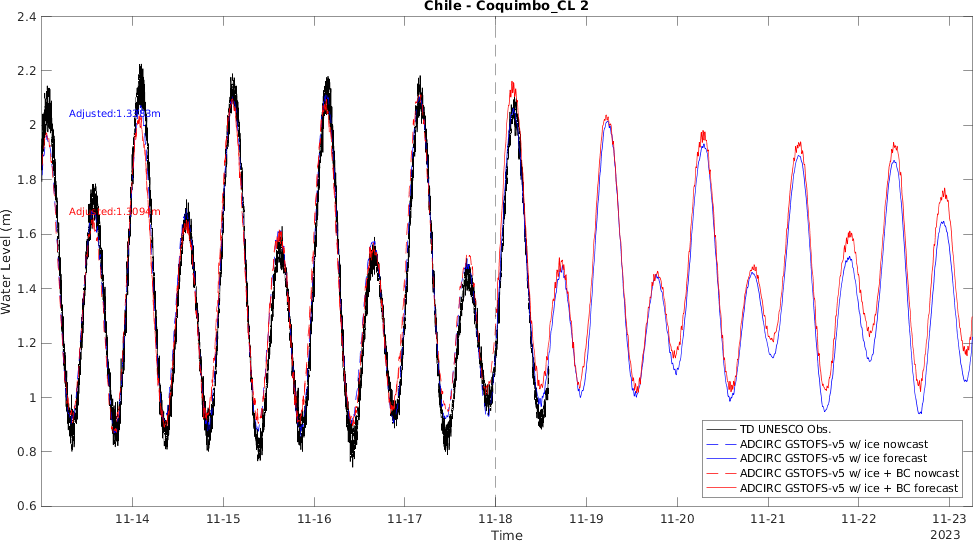 Chile - Coquimbo_CL 2
2.4
2.2
2
1.8
1.6
1.4
1.2
1
0.8
0.6
Water Level (m)
Adjusted:1.3094m
TD UNESCO Obs.
ADCIRC GSTOFS-v5 w/ ice nowcast
ADCIRC GSTOFS-v5 w/ ice forecast
ADCIRC GSTOFS-v5 w/ ice + BC nowcast
ADCIRC GSTOFS-v5 w/ ice + BC forecast
11-14
11-15
11-16
11-17
11-18
11-19
11-20
11-21
11-22
11-23
Time
2023